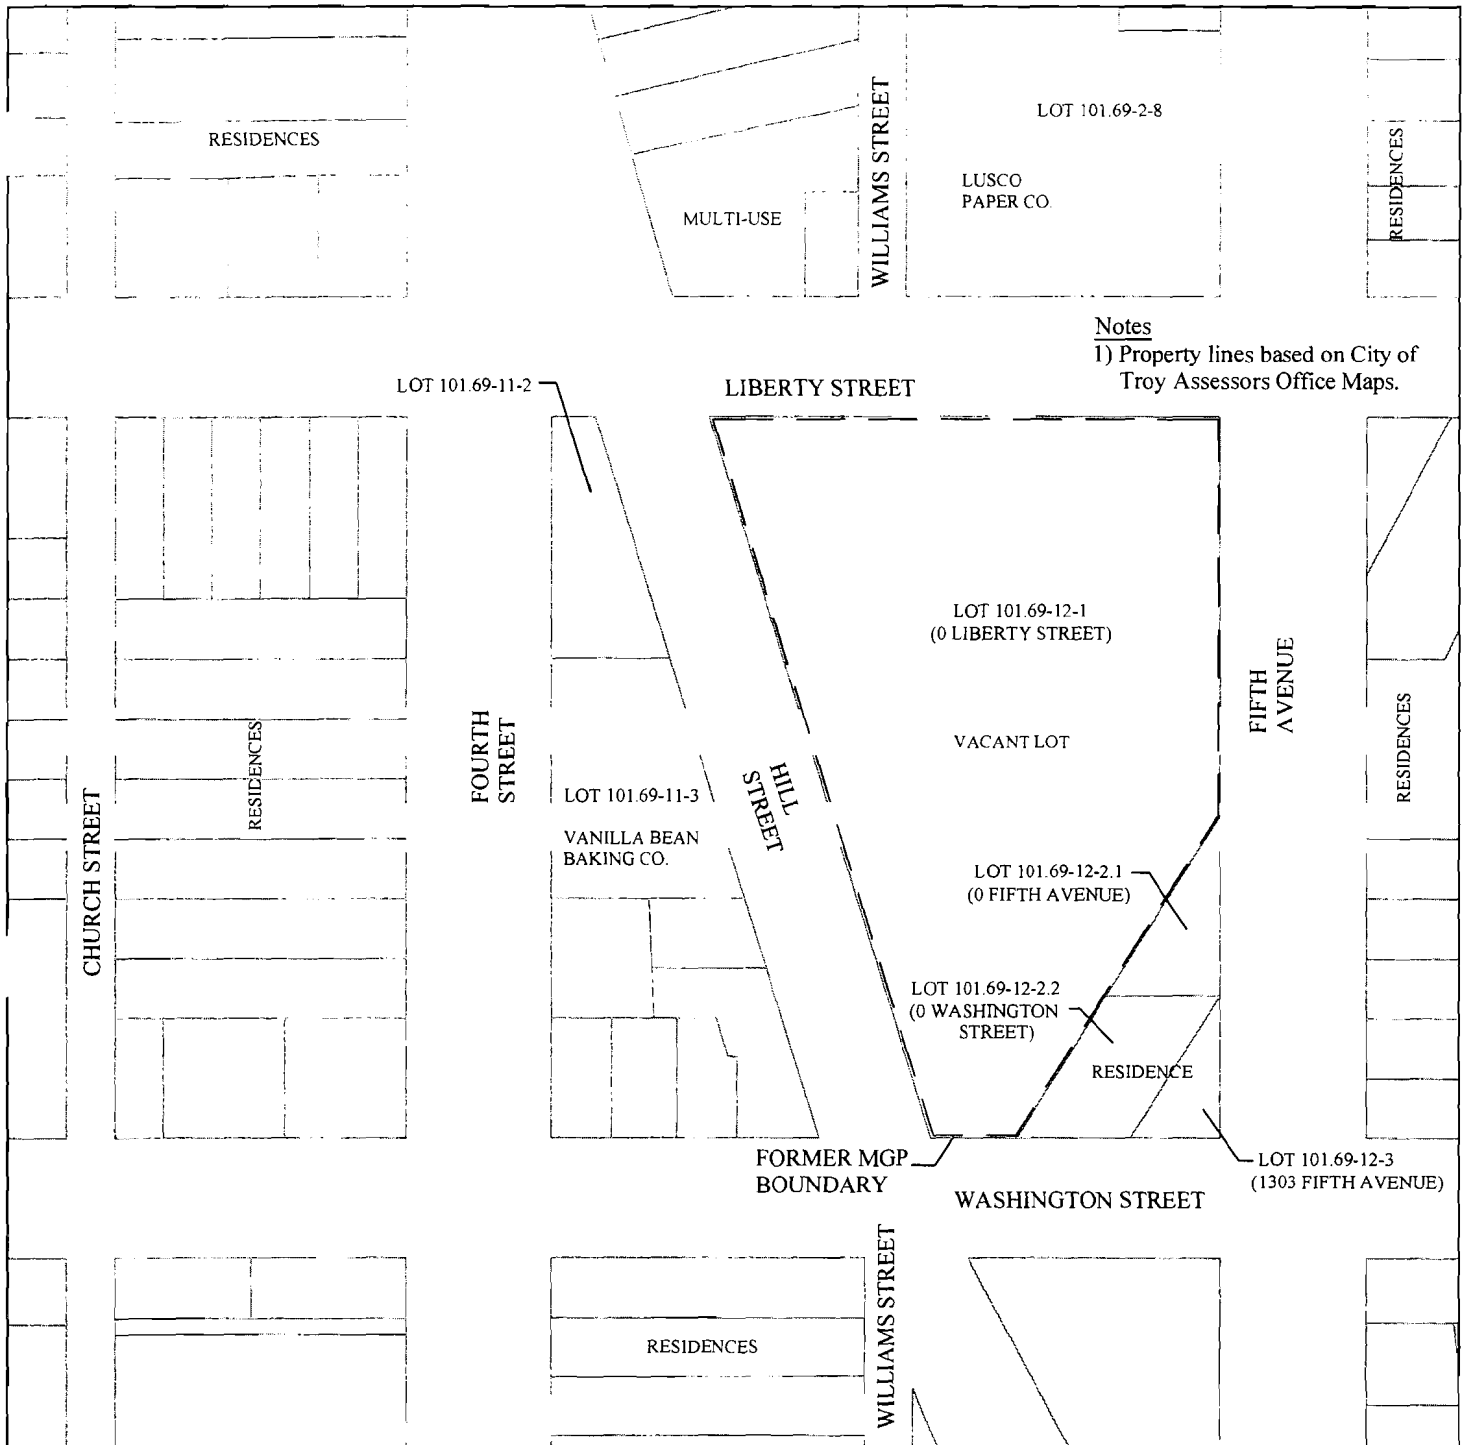 RESIDENCES
MULTI-USE
WILLIAMS STREET
LOT 101.69-2-8
LUSCO
PAPER CO.
RESIDENCES
Notes
1) Property lines based on City of
Troy Assessors Office Maps.
LOT 101.69-11-2
LIBERTY STREET
LOT 101.69-12-1
(0 LIBERTY STREET)
VACANT LOT
FIFTH
AVENUE
RESIDENCES
RESIDENCES
FOURTH
STREET
HILL
STREET
LOT 101.69-11-3
VANILLA BEAN
BAKING CO.
CHURCH STREET
LOT 101.69-12-2.1
(0 FIFTH AVENUE)
LOT 101.69-12-2.2
(0 WASHINGTON
STREET)
RESIDENCE
FORMER MGP
BOUNDARY
LOT 101.69-12-3
(1303 FIFTH AVENUE)
WASHINGTON STREET
WILLIAMS STREET
RESIDENCES